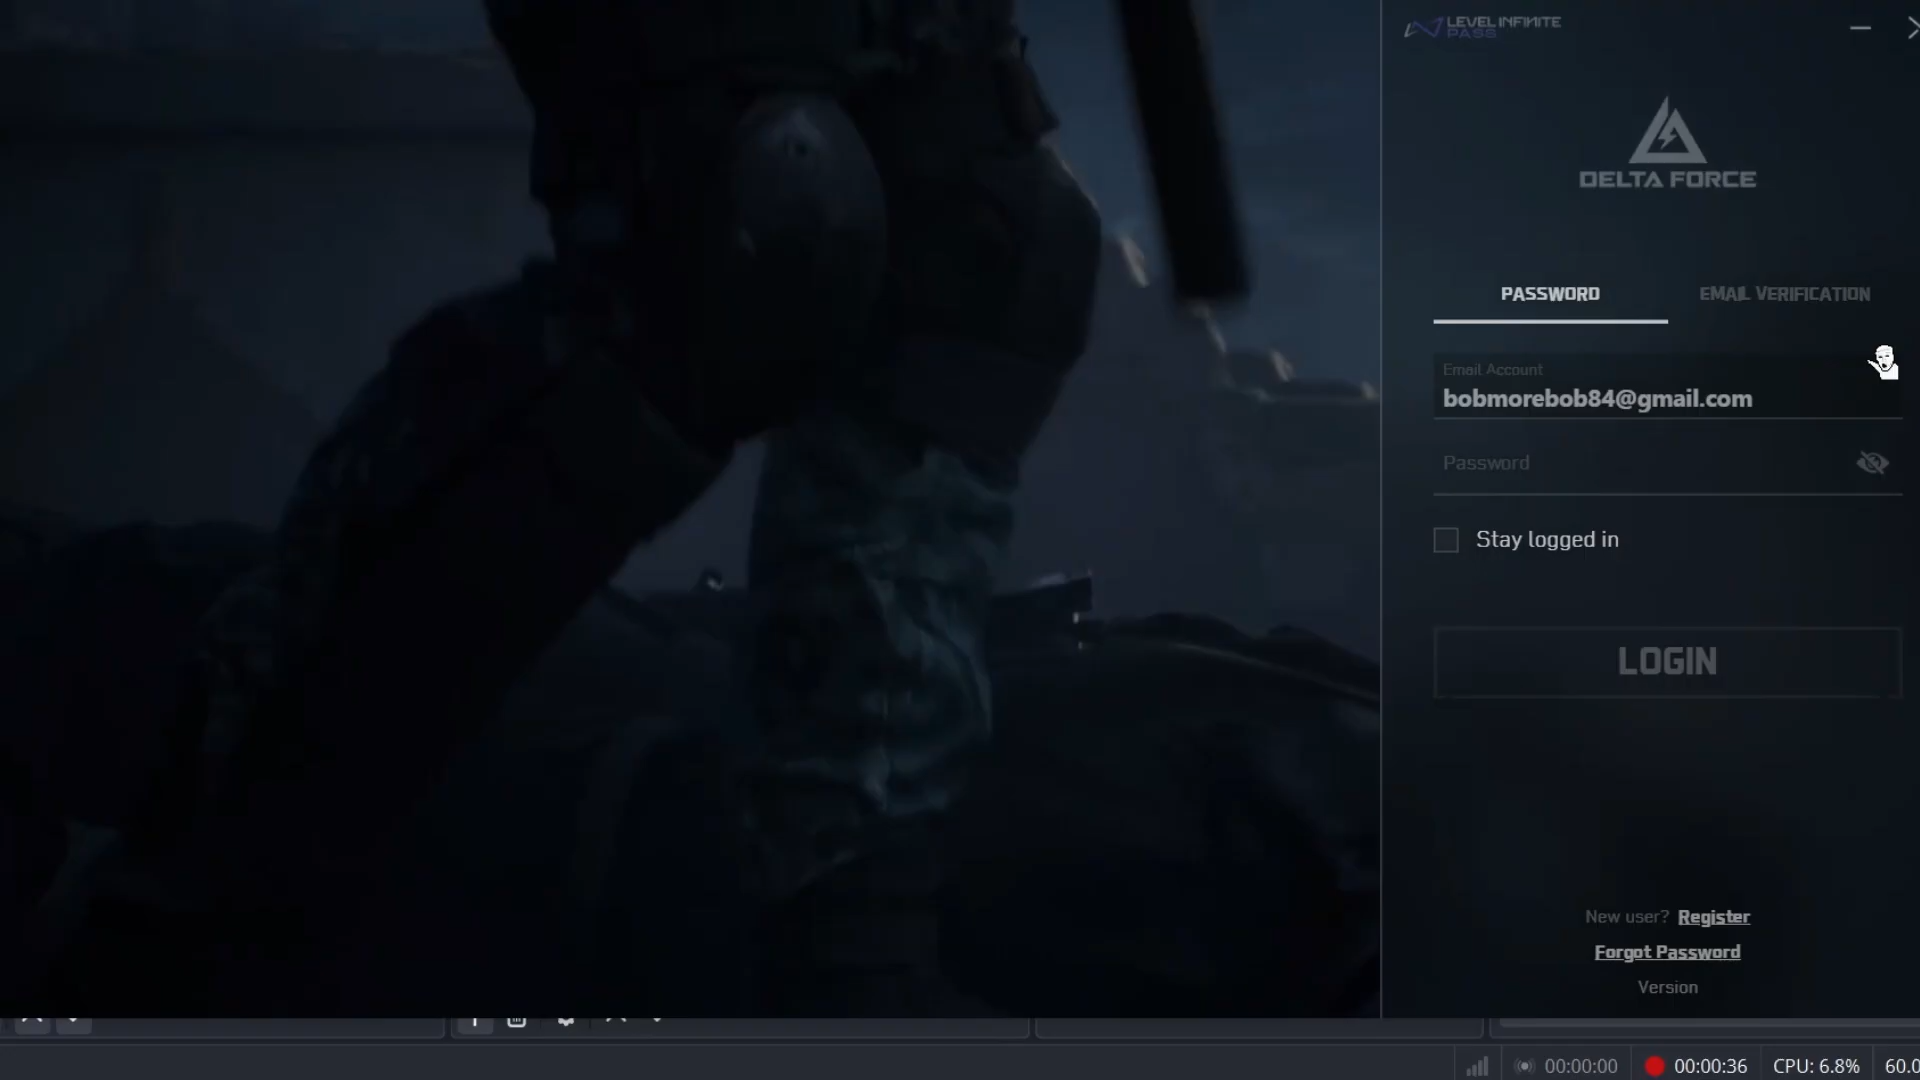 LEVEL INFINITE
PASS
DELTA FORCE
PASSWORD
EMAIL VERIFICATION
Email Account
bobmorebob84@gmail.com
Password
Stay logged in
LOGIN
New user? Register
Forgot Password
Version
00:00:00
00:00:36
CPU: 6.8%
60.0